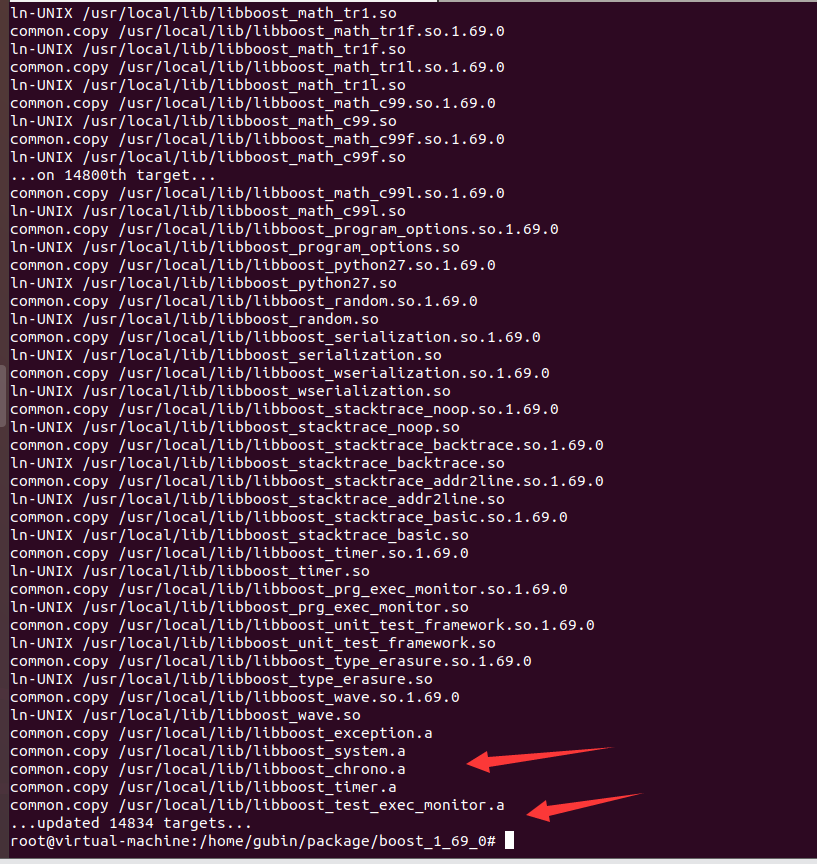 ln-UNIX /usr/local/lib/libboost_math_tr1.so
common.copy /usr/local/lib/libboost_math_tr1f.so.1.69.0
ln-UNIX /usr/local/lib/libboost_math_tr1f.so
common.copy /usr/local/lib/libboost_math_tr1l.so.1.69.0
ln-UNIX /usr/local/lib/libboost_math_tr1l.so
common.copy /usr/local/lib/libboost_math_c99.so.1.69.0
ln-UNIX /usr/local/lib/libboost_math_c99.so
common.copy /usr/local/lib/libboost_math_c99f.so.1.69.0
ln-UNIX /usr/local/lib/libboost_math_c99f.so
...on 14800th target...
common.copy /usr/local/lib/libboost_math_c99l.so.1.69.0
ln-UNIX /usr/local/lib/libboost_math_c99l.so
common.copy /usr/local/lib/libboost_program_options.so.1.69.0
ln-UNIX /usr/local/lib/libboost_program_options.so
common.copy /usr/local/lib/libboost_python27.so.1.69.0
ln-UNIX /usr/local/lib/libboost_python27.so
common.copy /usr/local/lib/libboost_random.so.1.69.0
ln-UNIX /usr/local/lib/libboost_random.so
common.copy /usr/local/lib/libboost_serialization.so.1.69.0
ln-UNIX /usr/local/lib/libboost_serialization.so
common.copy /usr/local/lib/libboost_wserialization.so.1.69.0
ln-UNIX /usr/local/lib/libboost_wserialization.so
common.copy /usr/local/lib/libboost_stacktrace_noop.so.1.69.0
ln-UNIX /usr/local/lib/libboost_stacktrace_noop.so
common.copy /usr/local/lib/libboost_stacktrace_backtrace.so.1.69.0
ln-UNIX /usr/local/lib/libboost_stacktrace_backtrace.so
common.copy /usr/local/lib/libboost_stacktrace_addr2line.so.1.69.0
ln-UNIX /usr/local/lib/libboost_stacktrace_addr2line.so
common.copy /usr/local/lib/libboost_stacktrace_basic.so.1.69.0
ln-UNIX /usr/local/lib/libboost_stacktrace_basic.so
common.copy /usr/local/lib/libboost_timer.so.1.69.0
ln-UNIX /usr/local/lib/libboost_timer.so
common.copy /usr/local/lib/libboost_prg_exec_monitor.so.1.69.0
ln-UNIX /usr/local/lib/libboost_prg_exec_monitor.so
common.copy /usr/local/lib/libboost_unit_test_framework.so.1.69.0
ln-UNIX /usr/local/lib/libboost_unit_test_framework.so
common.copy /usr/local/lib/libboost_type_erasure.so.1.69.0
ln-UNIX /usr/local/lib/libboost_type_erasure.so
common.copy /usr/local/lib/libboost_wave.so.1.69.0
ln-UNIX /usr/local/lib/libboost_wave.so
common.copy /usr/local/lib/libboost_exception.a
common.copy /usr/local/lib/libboost_system.a
common.copy /usr/local/lib/libboost_chrono.a
common.copy /usr/local/lib/libboost_timer.a
common.copy /usr/local/lib/libboost_test_exec_monitor.a
...updated 14834 targets...
root@virtual-machine:/home/gubin/package/boost_1_69_0#